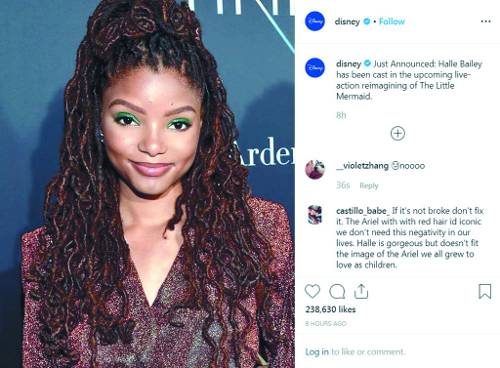 disney • Follow
disney Just Announced: Halle Bailey
has been cast in the upcoming live-
action reimagining of The Little
Mermaid.
8h
__violetzhang 😢noooo
36s Reply
castillo_babe_ If it's not broke don't fix
it. The Ariel with with red hair id iconic
we don't need this negativity in our
lives. Halle is gorgeous but doesn't fit
the image of the Ariel we all grew to
love as children.
238,630 likes
8 HOURS AGO
Log in to like or comment.
Arden